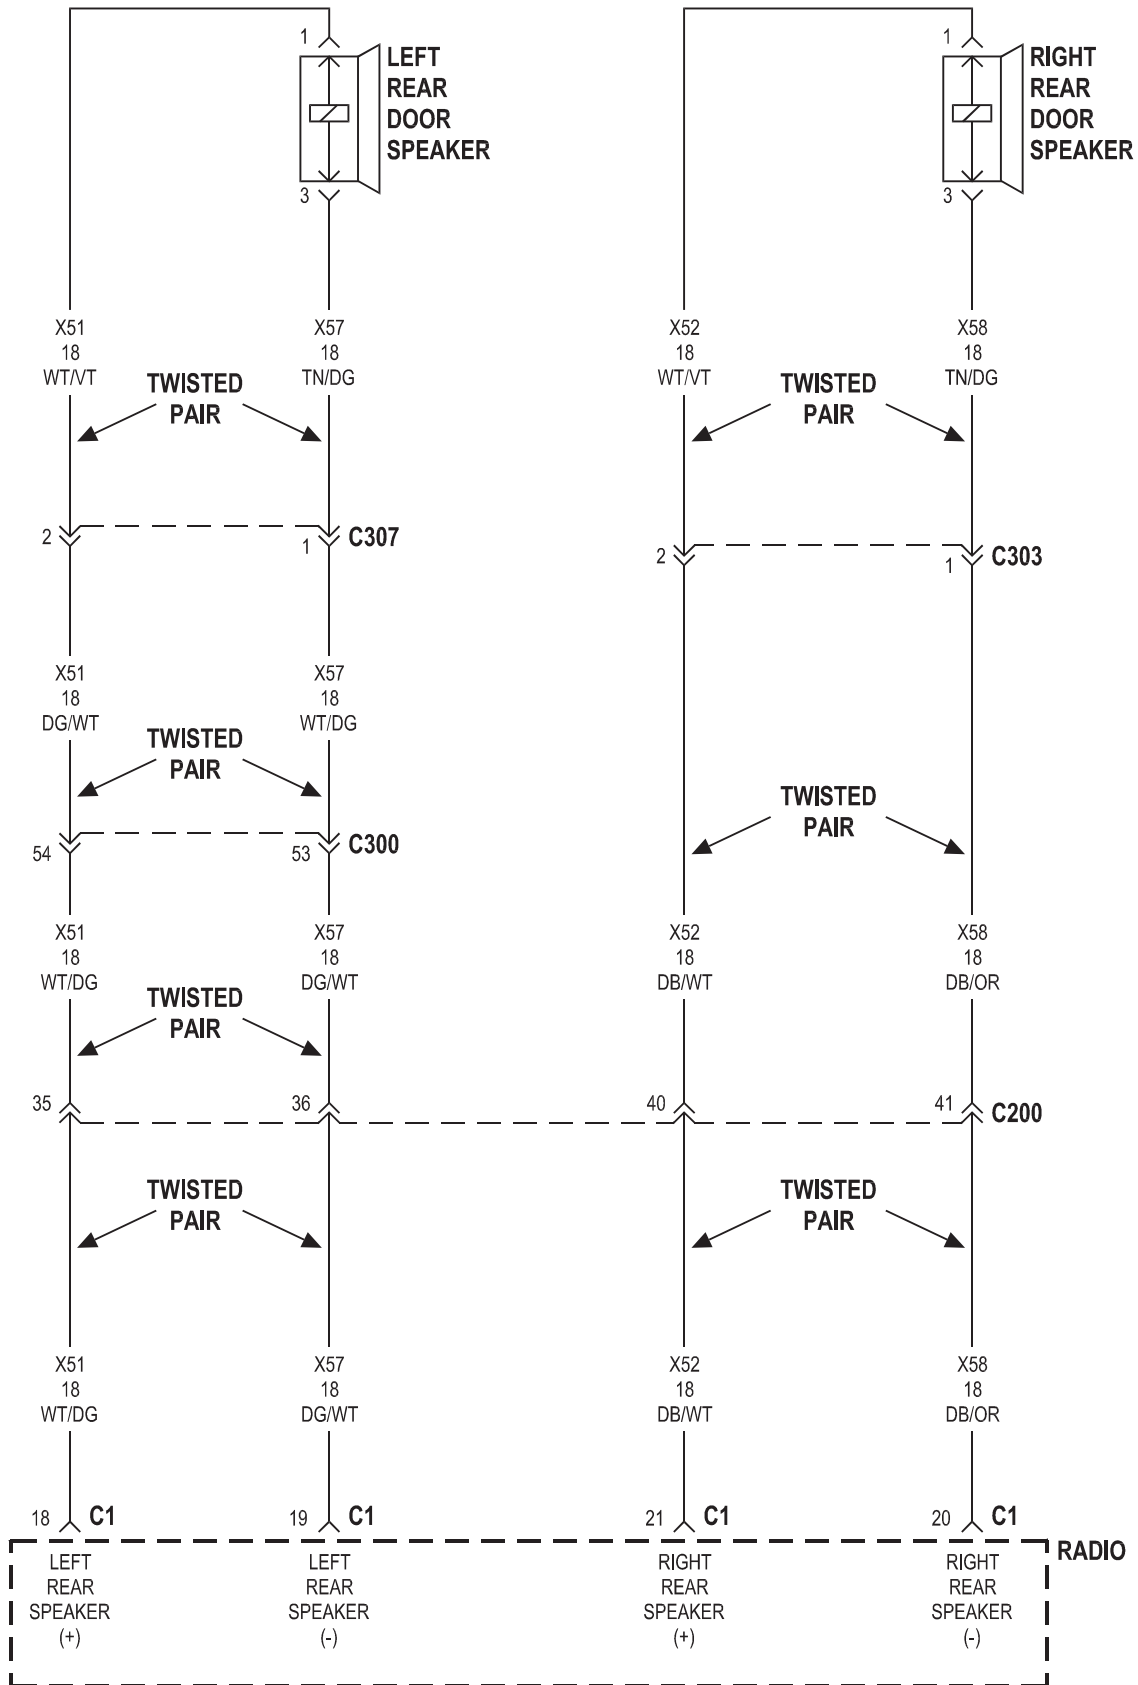 1
LEFT
REAR
DOOR
SPEAKER
3
1
RIGHT
REAR
DOOR
SPEAKER
3
X51
18
WT/VT
X57
18
TN/DG
X52
18
WT/VT
X58
18
TN/DG
TWISTED
PAIR
TWISTED
PAIR
2
1
C307
2
1
C303
X51
18
DG/WT
X57
18
WT/DG
TWISTED
PAIR
TWISTED
PAIR
54
53
C300
X51
18
WT/DG
X57
18
DG/WT
X52
18
DB/WT
X58
18
DB/OR
TWISTED
PAIR
35
36
40
41
C200
TWISTED
PAIR
TWISTED
PAIR
X51
18
WT/DG
X57
18
DG/WT
X52
18
DB/WT
X58
18
DB/OR
18
C1
19
C1
21
C1
20
C1
RADIO
LEFT
REAR
SPEAKER
(+)
LEFT
REAR
SPEAKER
(-)
RIGHT
REAR
SPEAKER
(+)
RIGHT
REAR
SPEAKER
(-)